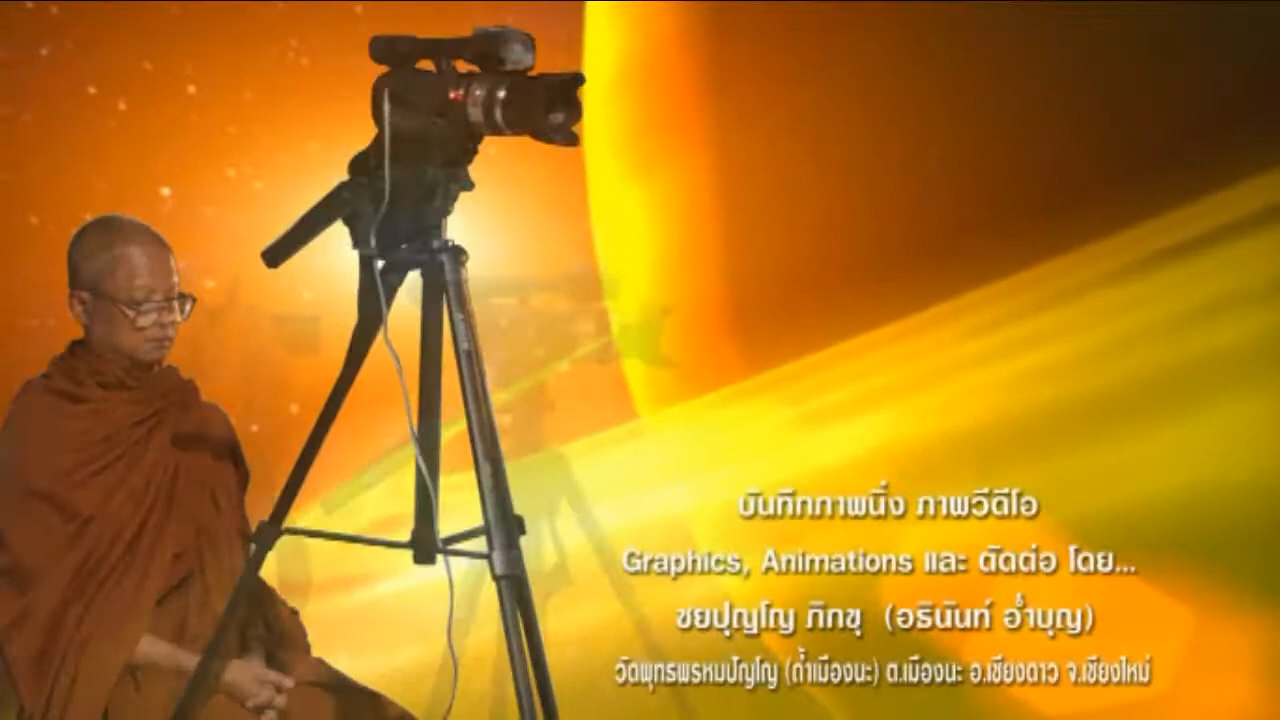 บันทึกภาพนิ่ง ภาพวีดีโอ
Graphics, Animations และ ตัดต่อ โดย...
ชยปุญโญ ภิกขุ (อธินันท์ อ่ำบุญ)
วัดพุทธพรหมปัญโญ (ถ้ำเมืองนะ) ต.เมืองนะ อ.เชียงดาว จ.เชียงใหม่